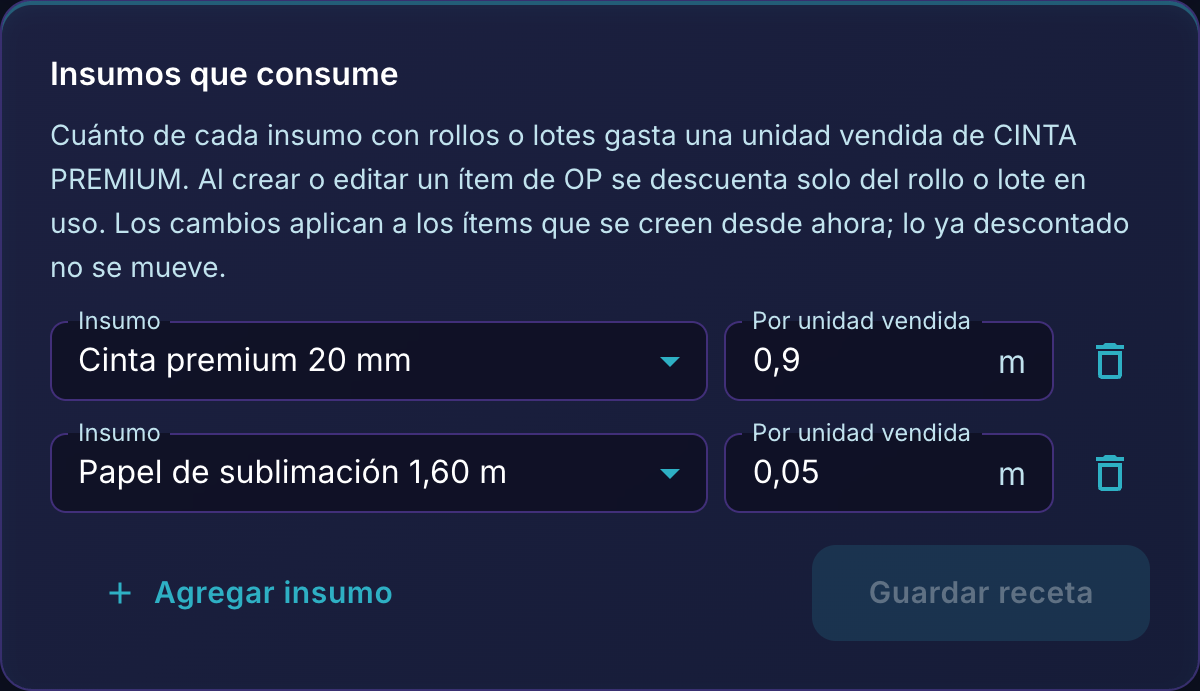 Insumos que consume
Cuánto de cada insumo con rollos o lotes gasta una unidad vendida de CINTA
PREMIUM. Al crear o editar un ítem de OP se descuenta solo del rollo o lote en
uso. Los cambios aplican a los ítems que se creen desde ahora; lo ya descontado
no se mueve.
Insumo
Cinta premium 20 mm
Por unidad vendida
0,9 m
Insumo
Papel de sublimación 1,60 m
Por unidad vendida
0,05 m
+ Agregar insumo
Guardar receta